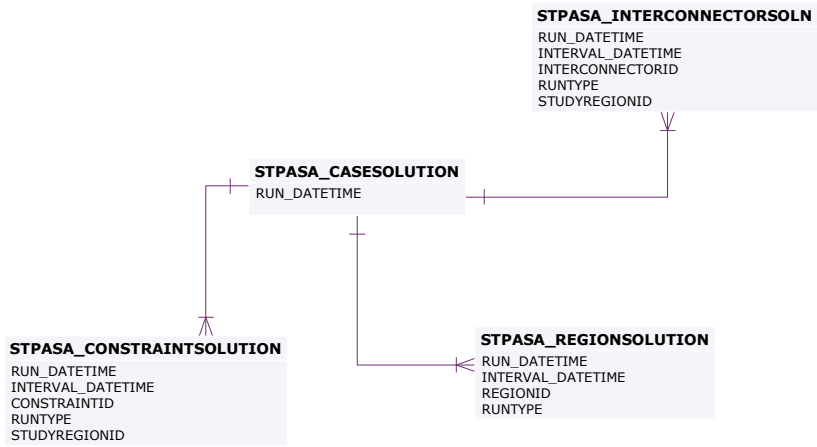 STPASA_INTERCONNECTORSOLN
RUN_DATETIME
INTERVAL_DATETIME
INTERCONNECTORID
RUNTYPE
STUDYREGIONID
STPASA_CASESOLUTION
RUN_DATETIME
STPASA_CONSTRAINTSOLUTION
RUN_DATETIME
INTERVAL_DATETIME
CONSTRAINTID
RUNTYPE
STUDYREGIONID
STPASA_REGIONSOLUTION
RUN_DATETIME
INTERVAL_DATETIME
REGIONID
RUNTYPE